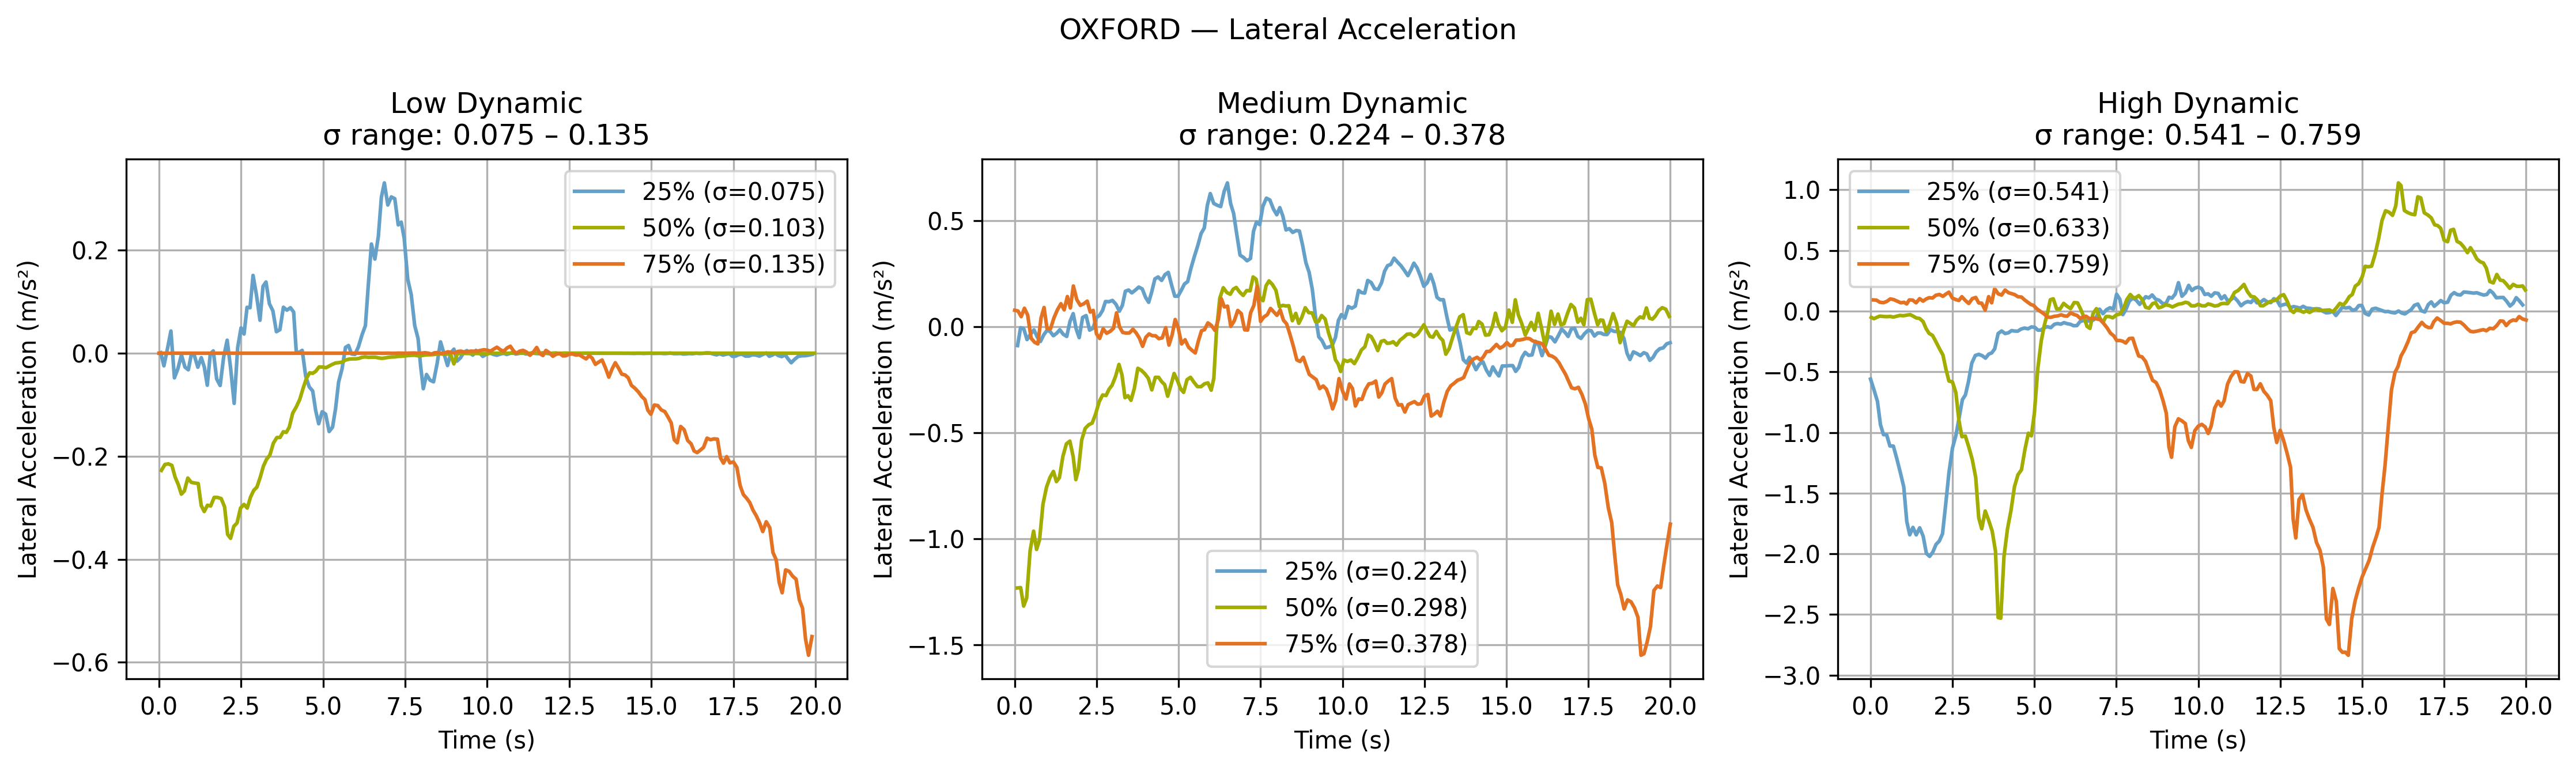 OXFORD — Lateral Acceleration
Low Dynamic
σ range: 0.075 – 0.135
Lateral Acceleration (m/s²)
0.2
0.0
−0.2
−0.4
−0.6
25% (σ=0.075)
50% (σ=0.103)
75% (σ=0.135)
0.0 2.5 5.0 7.5 10.0 12.5 15.0 17.5 20.0
Time (s)
Medium Dynamic
σ range: 0.224 – 0.378
Lateral Acceleration (m/s²)
0.5
0.0
−0.5
−1.0
−1.5
25% (σ=0.224)
50% (σ=0.298)
75% (σ=0.378)
0.0 2.5 5.0 7.5 10.0 12.5 15.0 17.5 20.0
Time (s)
High Dynamic
σ range: 0.541 – 0.759
Lateral Acceleration (m/s²)
1.0
0.5
0.0
−0.5
−1.0
−1.5
−2.0
−2.5
−3.0
25% (σ=0.541)
50% (σ=0.633)
75% (σ=0.759)
0.0 2.5 5.0 7.5 10.0 12.5 15.0 17.5 20.0
Time (s)